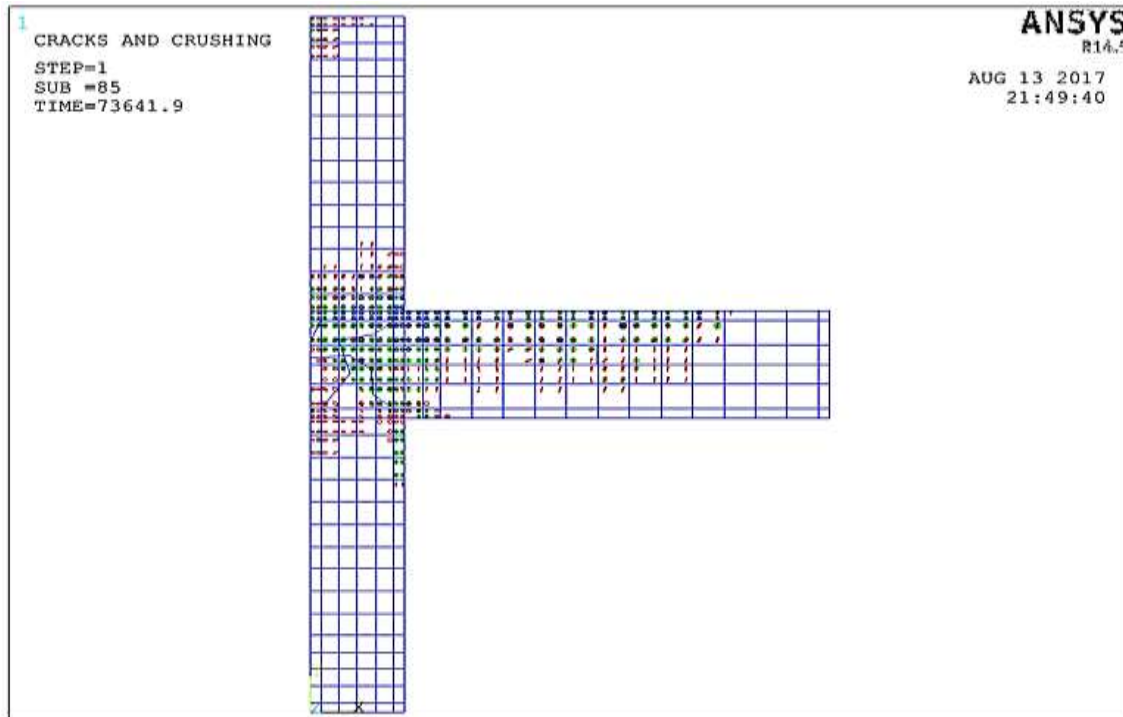 1
CRACKS AND CRUSHING
STEP=1
SUB =85
TIME=73641.9
ANSYS
R14.5
AUG 13 2017
21:49:40
Z X